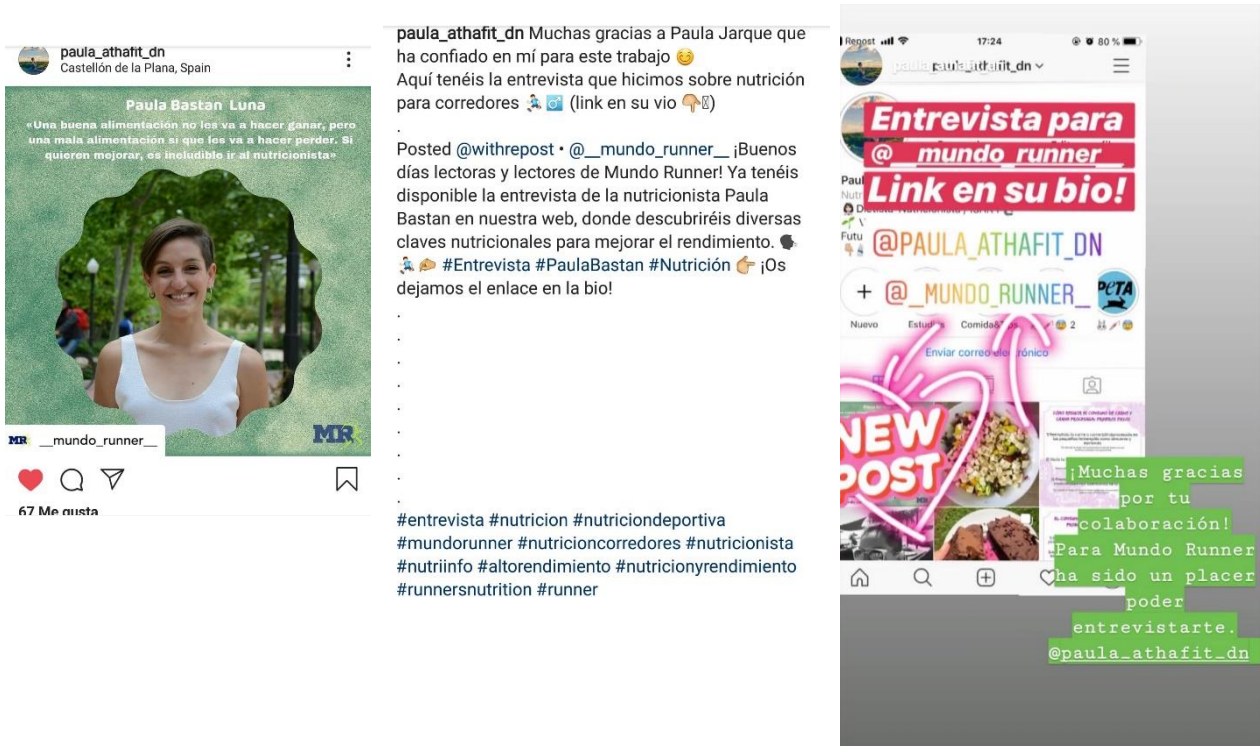 paula_athafit_dn
Castellón de la Plana, Spain
Paula Bastan Luna
«Una buena alimentación no les va a hacer ganar, pero
una mala alimentación sí que les va a hacer perder. Si
quieren mejorar, es ineludible ir al nutricionista»
MR __mundo_runner__
MR
67 Me gusta
paula_athafit_dn Muchas gracias a Paula Jarque que
ha confiado en mí para este trabajo 😊
Aquí tenéis la entrevista que hicimos sobre nutrición
para corredores 🏃🏻‍♂️ (link en su vio 👇🏼)
.
Posted @withrepost • @__mundo_runner__ ¡Buenos
días lectoras y lectores de Mundo Runner! Ya tenéis
disponible la entrevista de la nutricionista Paula
Bastan en nuestra web, donde descubriréis diversas
claves nutricionales para mejorar el rendimiento. 🗣
🏃🏻 ✍🏼 #Entrevista #PaulaBastan #Nutrición 👉🏼 ¡Os
dejamos el enlace en la bio!
.
.
.
.
.
.
.
.
.
#entrevista #nutricion #nutriciondeportiva
#mundorunner #nutricioncorredores #nutricionista
#nutriinfo #altorendimiento #nutricionyrendimiento
#runnersnutrition #runner
Repost 17:24 80 %
paula_athafit_dn
Entrevista para
@__mundo_runner__
Link en su bio!
Futu
@PAULA_ATHAFIT_DN
@__MUNDO_RUNNER__
PETA
Nuevo
2
Enviar correo electrónico
NEW
POST
¡Muchas gracias
por tu
colaboración!
Para Mundo Runner
ha sido un placer
poder
entrevistarte.
@paula_athafit_dn